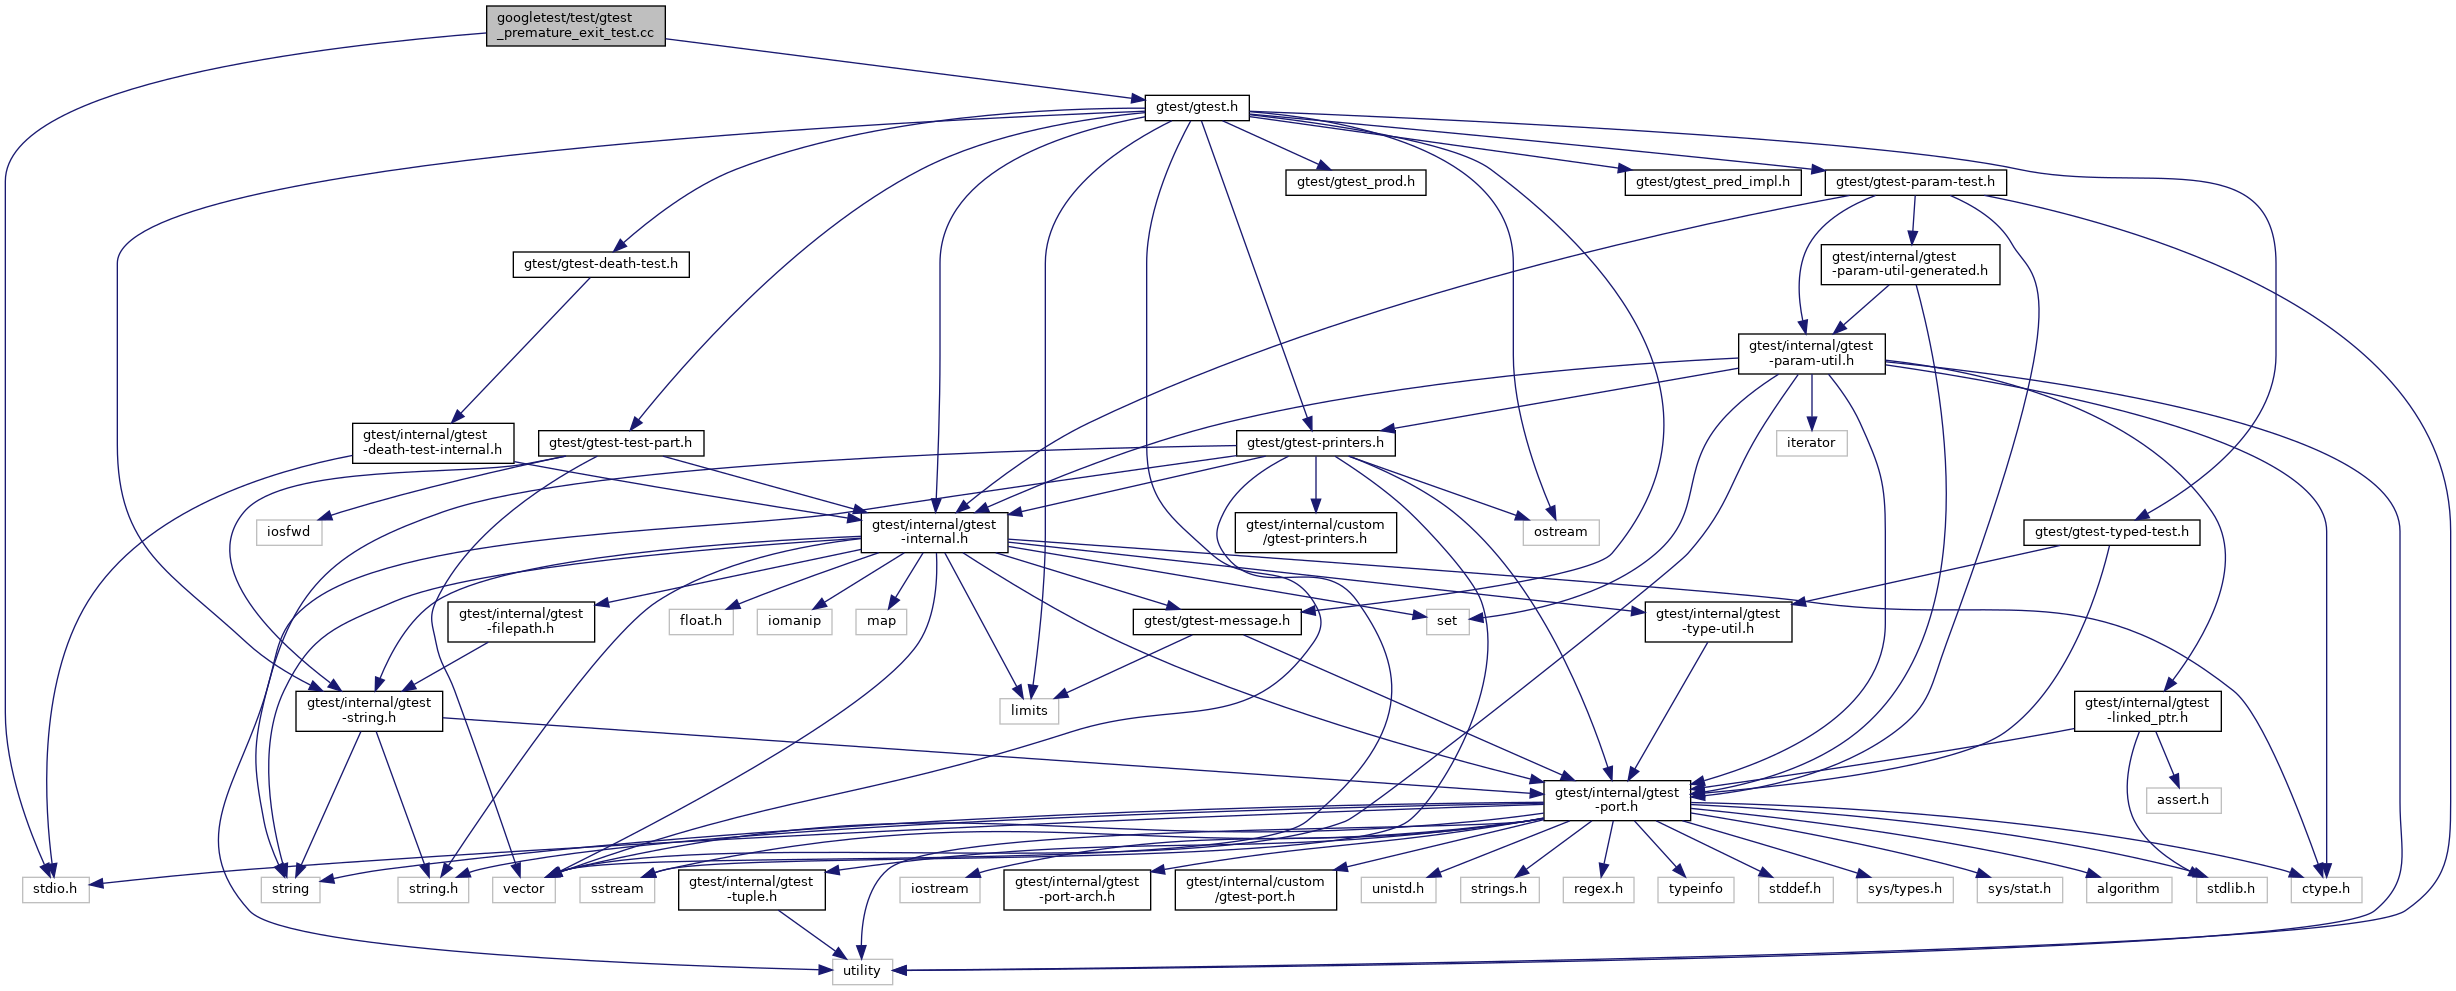 googletest/test/gtest
_premature_exit_test.cc
gtest/gtest.h
gtest/gtest_prod.h
gtest/gtest_pred_impl.h
gtest/gtest-param-test.h
gtest/gtest-death-test.h
gtest/internal/gtest
-param-util-generated.h
gtest/internal/gtest
-param-util.h
gtest/internal/gtest
-death-test-internal.h
gtest/gtest-test-part.h
gtest/gtest-printers.h
iterator
iosfwd
gtest/internal/gtest
-internal.h
gtest/internal/custom
/gtest-printers.h
ostream
gtest/gtest-typed-test.h
gtest/internal/gtest
-filepath.h
float.h
iomanip
map
gtest/gtest-message.h
set
gtest/internal/gtest
-type-util.h
gtest/internal/gtest
-string.h
limits
gtest/internal/gtest
-linked_ptr.h
gtest/internal/gtest
-port.h
assert.h
stdio.h
string
string.h
vector
sstream
gtest/internal/gtest
-tuple.h
iostream
gtest/internal/gtest
-port-arch.h
gtest/internal/custom
/gtest-port.h
unistd.h
strings.h
regex.h
typeinfo
stddef.h
sys/types.h
sys/stat.h
algorithm
stdlib.h
ctype.h
utility